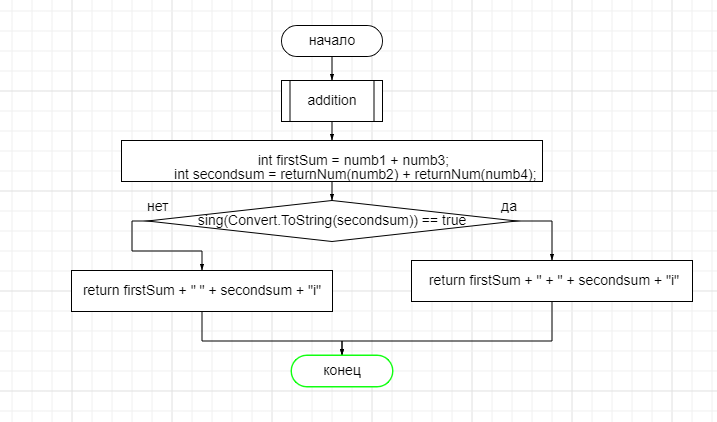 начало
addition
int firstSum = numb1 + numb3;
int secondsum = returnNum(numb2) + returnNum(numb4);
нет
да
sing(Convert.ToString(secondsum)) == true
return firstSum + " " + secondsum + "i"
return firstSum + " + " + secondsum + "i"
конец